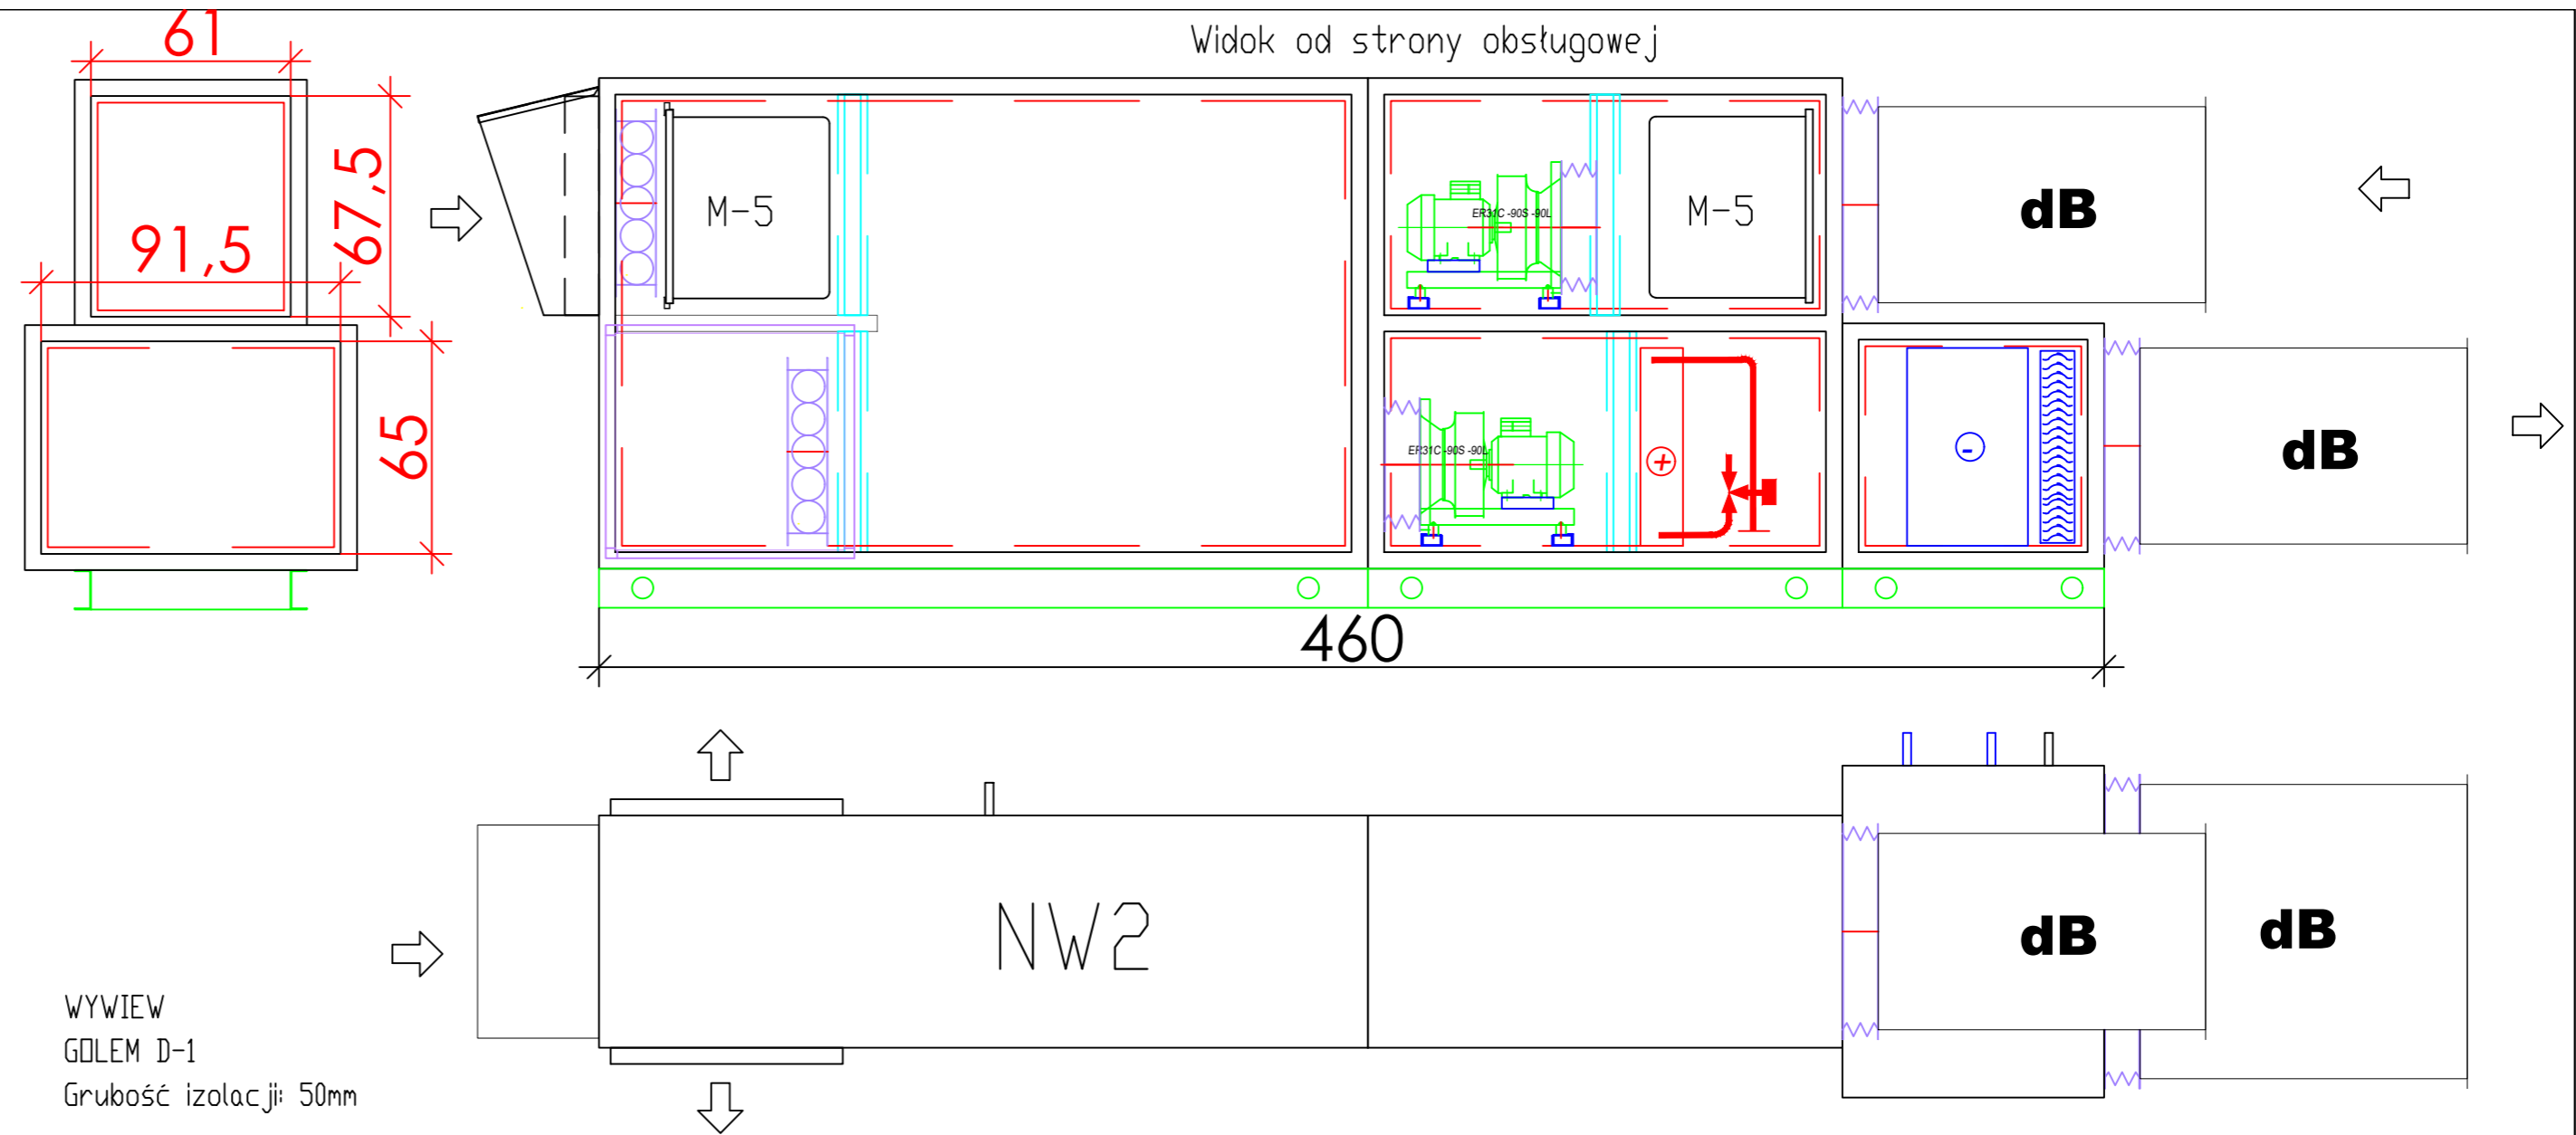 Widok od strony obsługowej
61
67,5
91,5
65
M-5
ER31C -90S -90L
M-5
dB
ER31C -90S -90L
+
-
dB
460
NW2
dB
dB
WYWIEW
GOLEM D-1
Grubość izolacji: 50mm